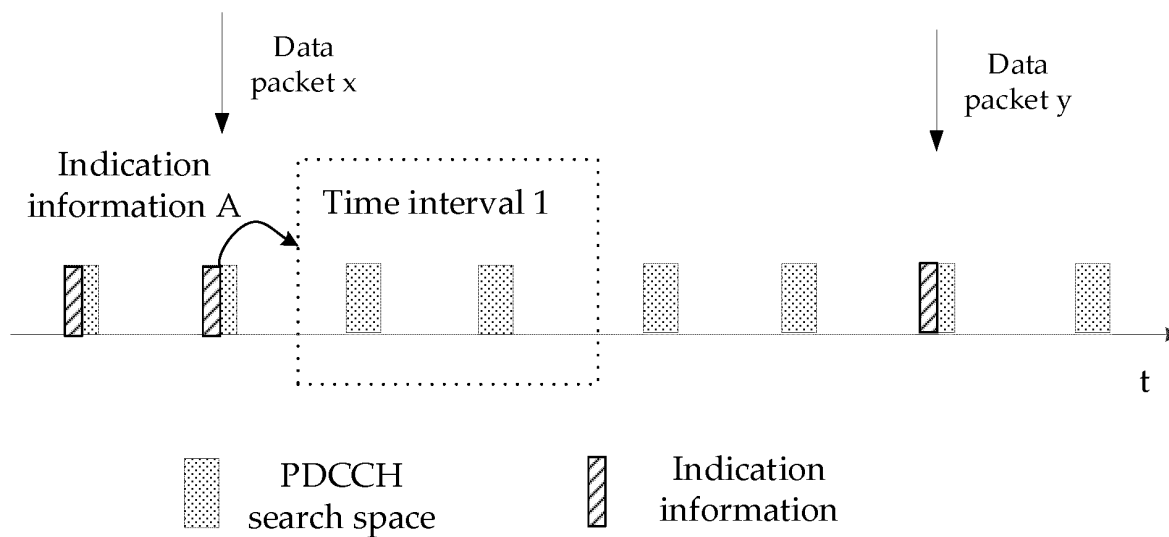 Data
packet x
Data
packet y
Indication
information A
Time interval 1
t
PDCCH
search space
Indication
information